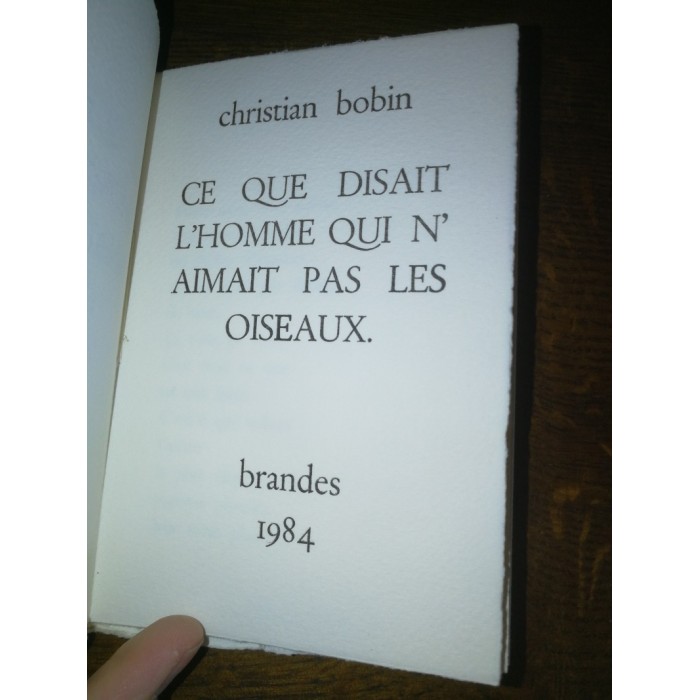 christian bobin
CE QUE DISAIT
L'HOMME QUI N'
AIMAIT PAS LES
OISEAUX.
brandes
1984